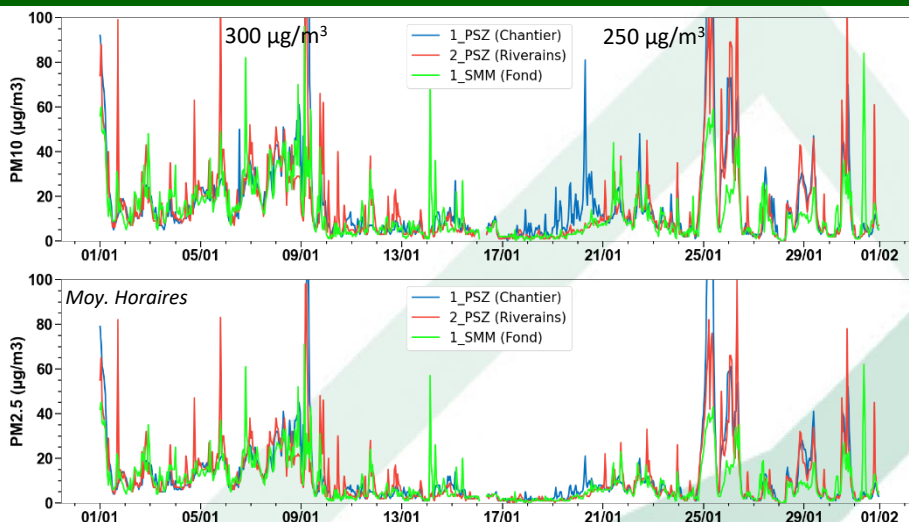 300 µg/m³
250 µg/m³
1_PSZ (Chantier)
2_PSZ (Riverains)
1_SMM (Fond)
PM10 (µg/m3)
100
80
60
40
20
0
01/01 05/01 09/01 13/01 17/01 21/01 25/01 29/01 01/02
Moy. Horaires
1_PSZ (Chantier)
2_PSZ (Riverains)
1_SMM (Fond)
PM2.5 (µg/m3)
100
80
60
40
20
0
01/01 05/01 09/01 13/01 17/01 21/01 25/01 29/01 01/02